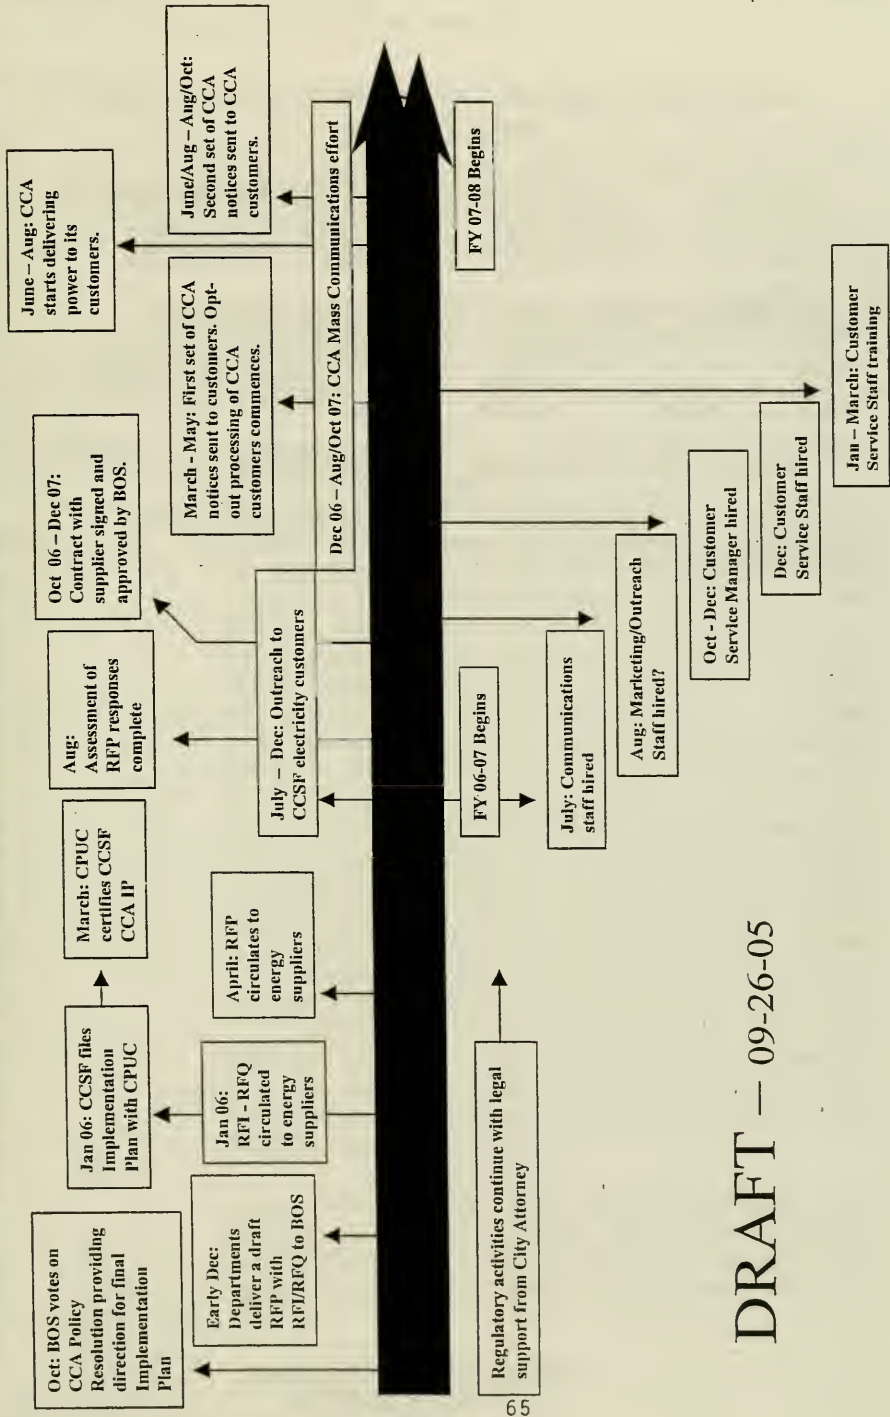 Oct: BOS votes on
CCA Policy
Resolution providing
direction for final
Implementation
Plan
Early Dec:
Departments
deliver a draft
RFP with
RFI/RFQ to BOS
Jan 06: CCSF files
Implementation
Plan with CPUC
Jan 06:
RFI - RFQ
circulated
to energy
suppliers
March: CPUC
certifies CCSF
CCA IP
April: RFP
circulates to
energy
suppliers
Aug:
Assessment of
RFP responses
complete
July – Dec: Outreach to
CCSF electricity customers
Oct 06 – Dec 07:
Contract with
supplier signed and
approved by BOS.
March - May: First set of CCA
notices sent to customers. Opt-
out processing of CCA
customers commences.
Dec 06 – Aug/Oct 07: CCA Mass Communications effort
June – Aug: CCA
starts delivering
power to its
customers.
June/Aug – Aug/Oct:
Second set of CCA
notices sent to CCA
customers.
Regulatory activities continue with legal
support from City Attorney
FY 06-07 Begins
July: Communications
staff hired
Aug: Marketing/Outreach
Staff hired?
Oct - Dec: Customer
Service Manager hired
Dec: Customer
Service Staff hired
Jan – March: Customer
Service Staff training
FY 07-08 Begins
DRAFT – 09-26-05
65